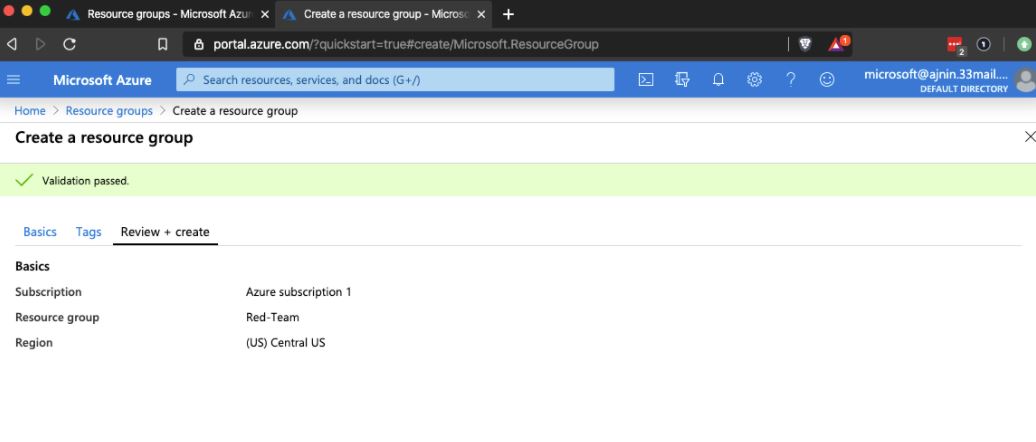 Resource groups - Microsoft Azur
Create a resource group - Microso
portal.azure.com/?quickstart=true#create/Microsoft.ResourceGroup
1
2
1
Microsoft Azure
Search resources, services, and docs (G+/)
microsoft@ajnin.33mail....
DEFAULT DIRECTORY
Home > Resource groups > Create a resource group
Create a resource group
Validation passed.
Basics Tags Review + create
Basics
Subscription Azure subscription 1
Resource group Red-Team
Region (US) Central US